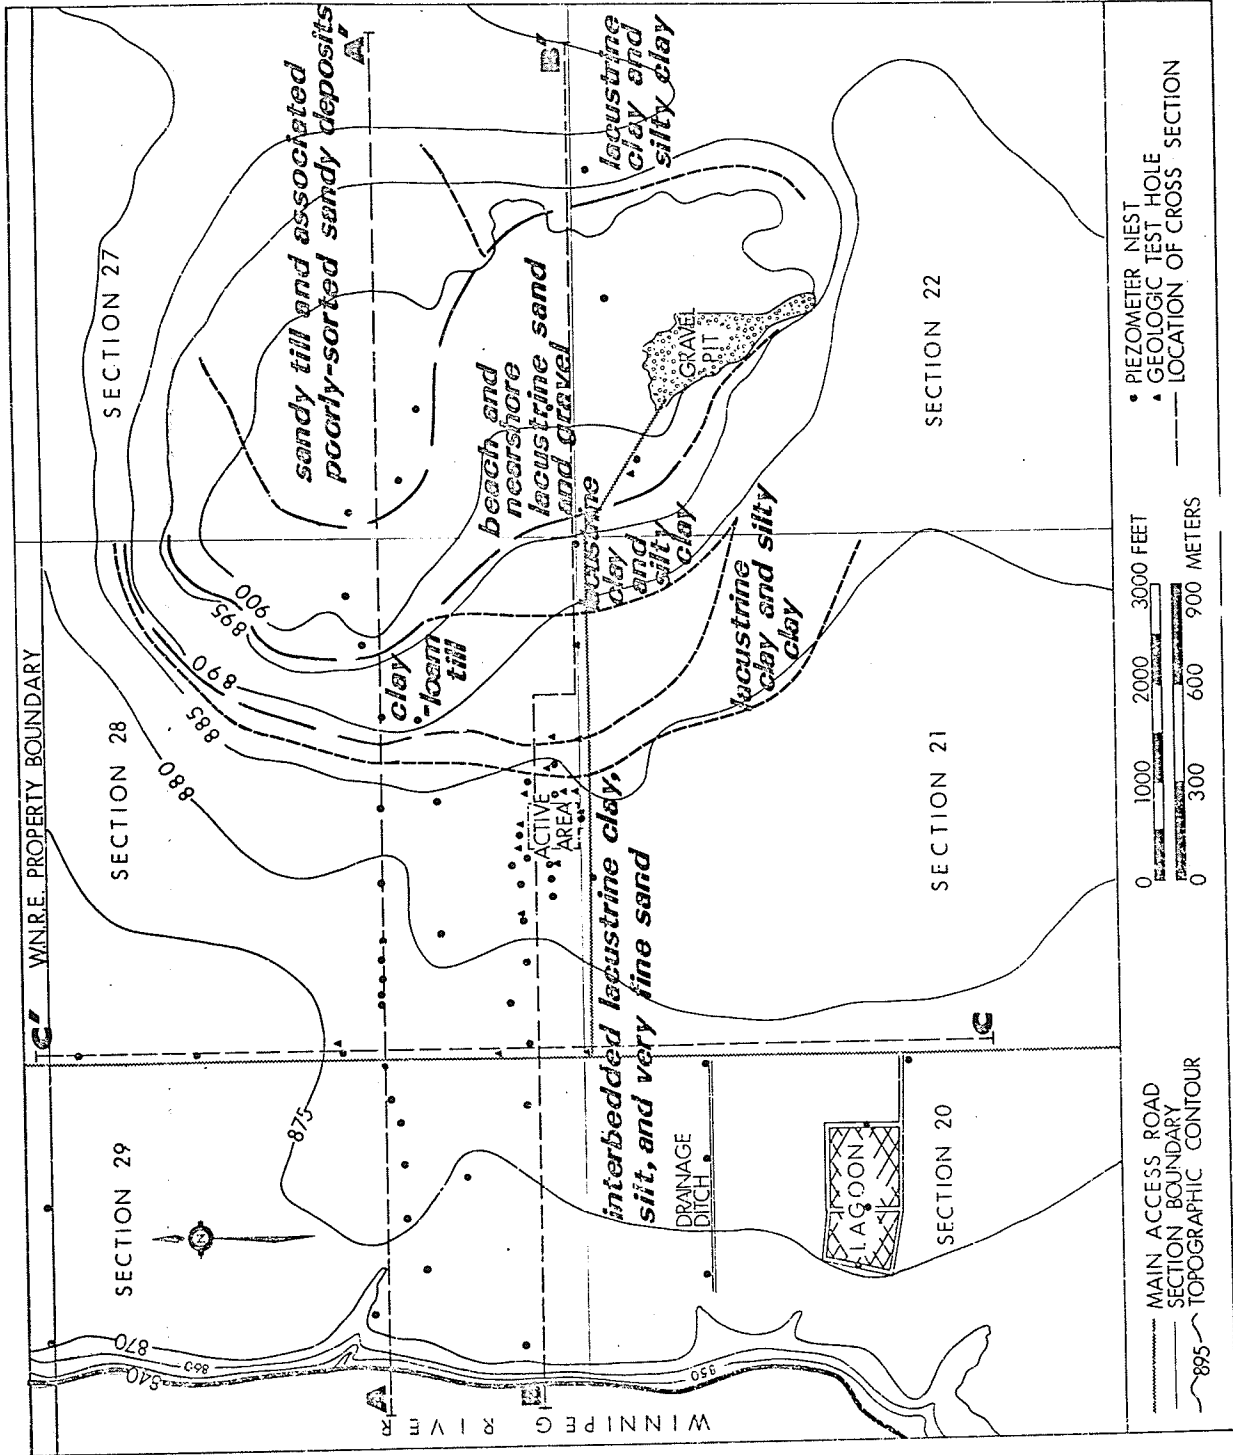 W.N.R.E. PROPERTY BOUNDARY
C'
SECTION 29
SECTION 28
SECTION 27
N
875
880
885
890
895
900
870
860
840
850
sandy till and associated
poorly-sorted sandy deposits
A
A'
clay
-loam
till
beach and
nearshore
lacustrine sand
and gravel
B
B'
ACTIVE
AREA
lacustrine
clay and
silty clay
lacustrine
clay
and
silty
clay
GRAVEL
PIT
interbedded lacustrine clay,
silt, and very fine sand
lacustrine
clay and silty
clay
DRAINAGE
DITCH
LAGOON
C
SECTION 20
SECTION 21
SECTION 22
WINNIPEG RIVER
MAIN ACCESS ROAD
SECTION BOUNDARY
895 TOPOGRAPHIC CONTOUR
0 1000 2000 3000 FEET
0 300 600 900 METERS
PIEZOMETER NEST
GEOLOGIC TEST HOLE
LOCATION OF CROSS SECTION